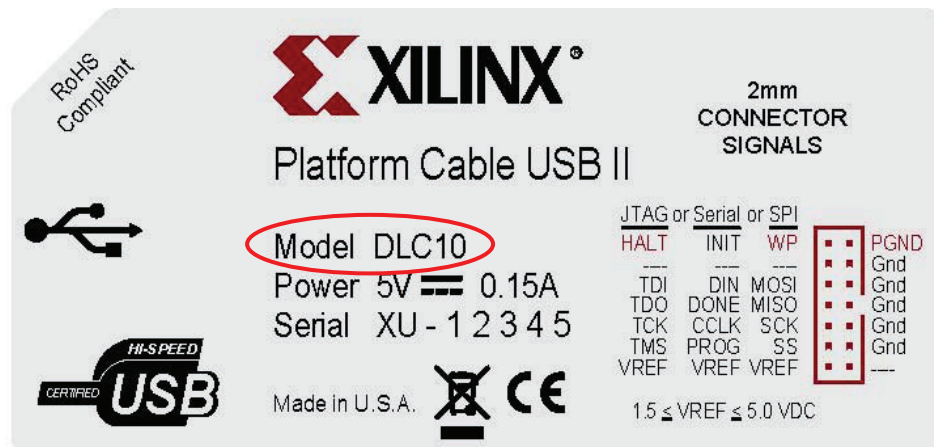 RoHS
Compliant
XILINX®
Platform Cable USB II
Model DLC10
Power 5V 0.15A
Serial XU - 1 2 3 4 5
Made in U.S.A.
HI-SPEED
CERTIFIED
USB
CE
2mm
CONNECTOR
SIGNALS
JTAG or Serial or SPI
HALT INIT WP PGND
---- ---- ---- Gnd
TDI DIN MOSI Gnd
TDO DONE MISO Gnd
TCK CCLK SCK Gnd
TMS PROG SS Gnd
VREF VREF VREF ----
1.5 ≤ VREF ≤ 5.0 VDC